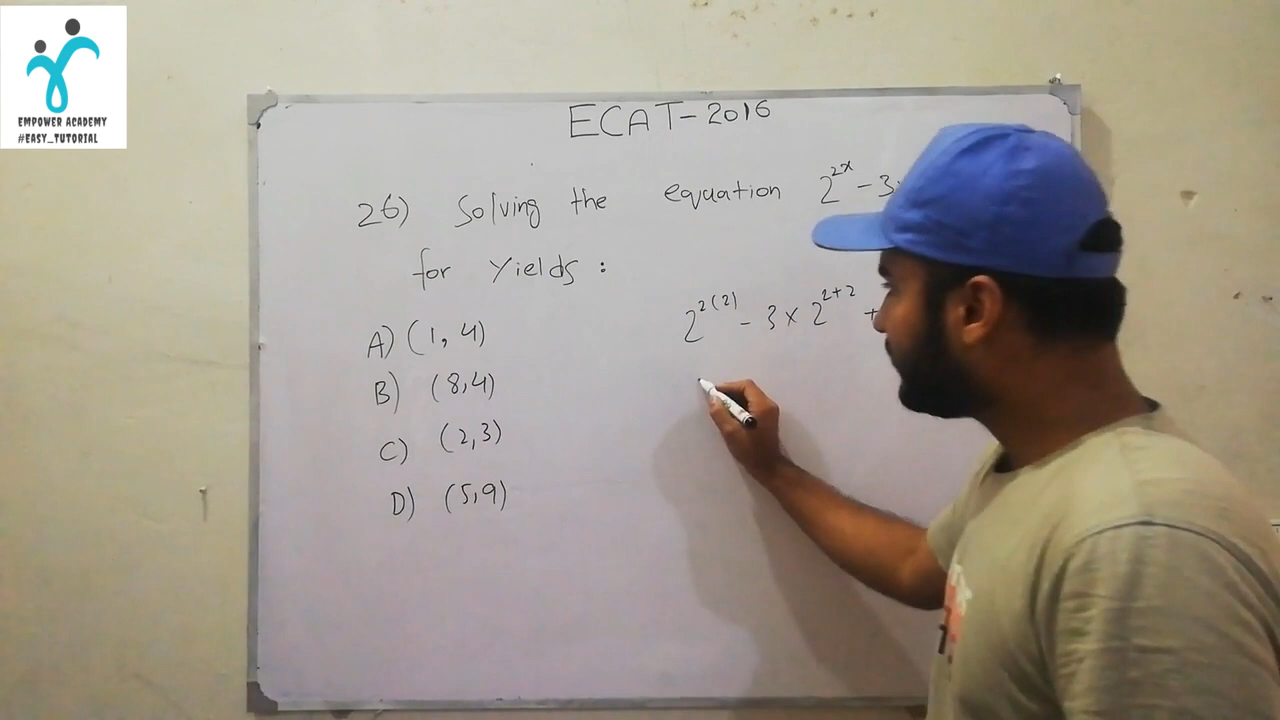 EMPOWER ACADEMY
#EASY_TUTORIAL
ECAT-2016
26) Solving the equation 2^2x - 3
for Yields :
2^2(2) - 3 × 2^2+2 +
A) (1, 4)
B) (8,4)
C) (2,3)
D) (5,9)